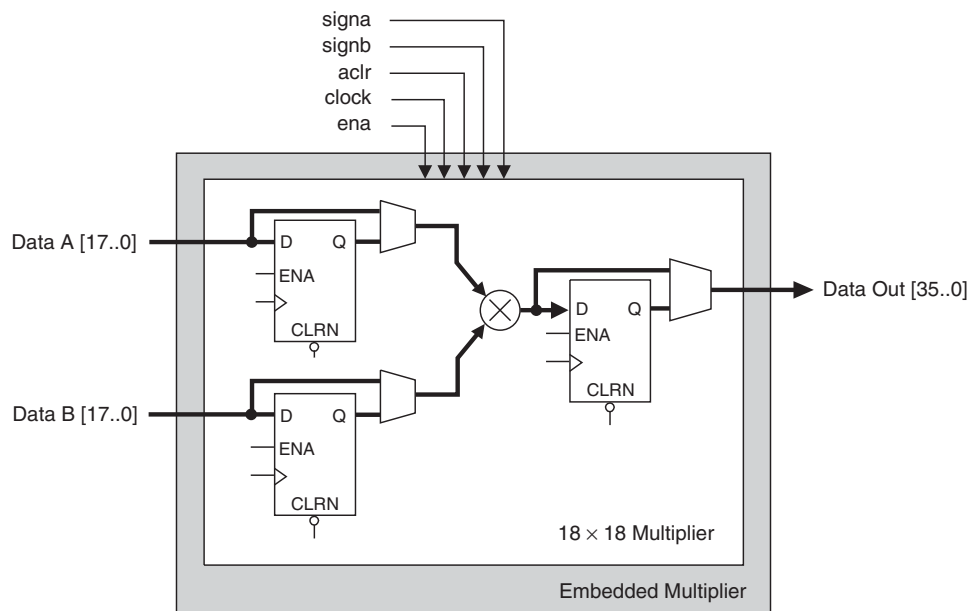 signa
signb
aclr
clock
ena
Data A [17..0]
D Q
ENA
CLRN
Data Out [35..0]
D Q
ENA
CLRN
Data B [17..0]
D Q
ENA
CLRN
18 × 18 Multiplier
Embedded Multiplier